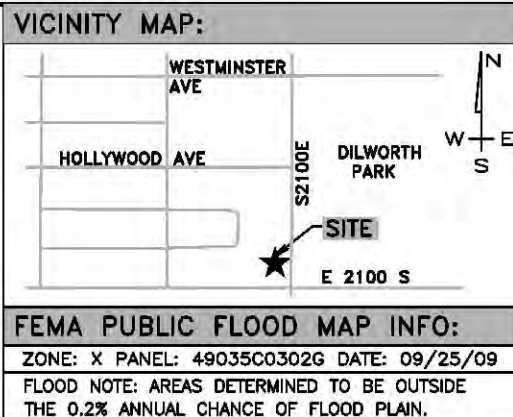 VICINITY MAP:
WESTMINSTER
AVE
N
HOLLYWOOD AVE
S2100E
DILWORTH
PARK
W E
S
SITE
E 2100 S
FEMA PUBLIC FLOOD MAP INFO:
ZONE: X PANEL: 49035C0302G DATE: 09/25/09
FLOOD NOTE: AREAS DETERMINED TO BE OUTSIDE
THE 0.2% ANNUAL CHANCE OF FLOOD PLAIN.